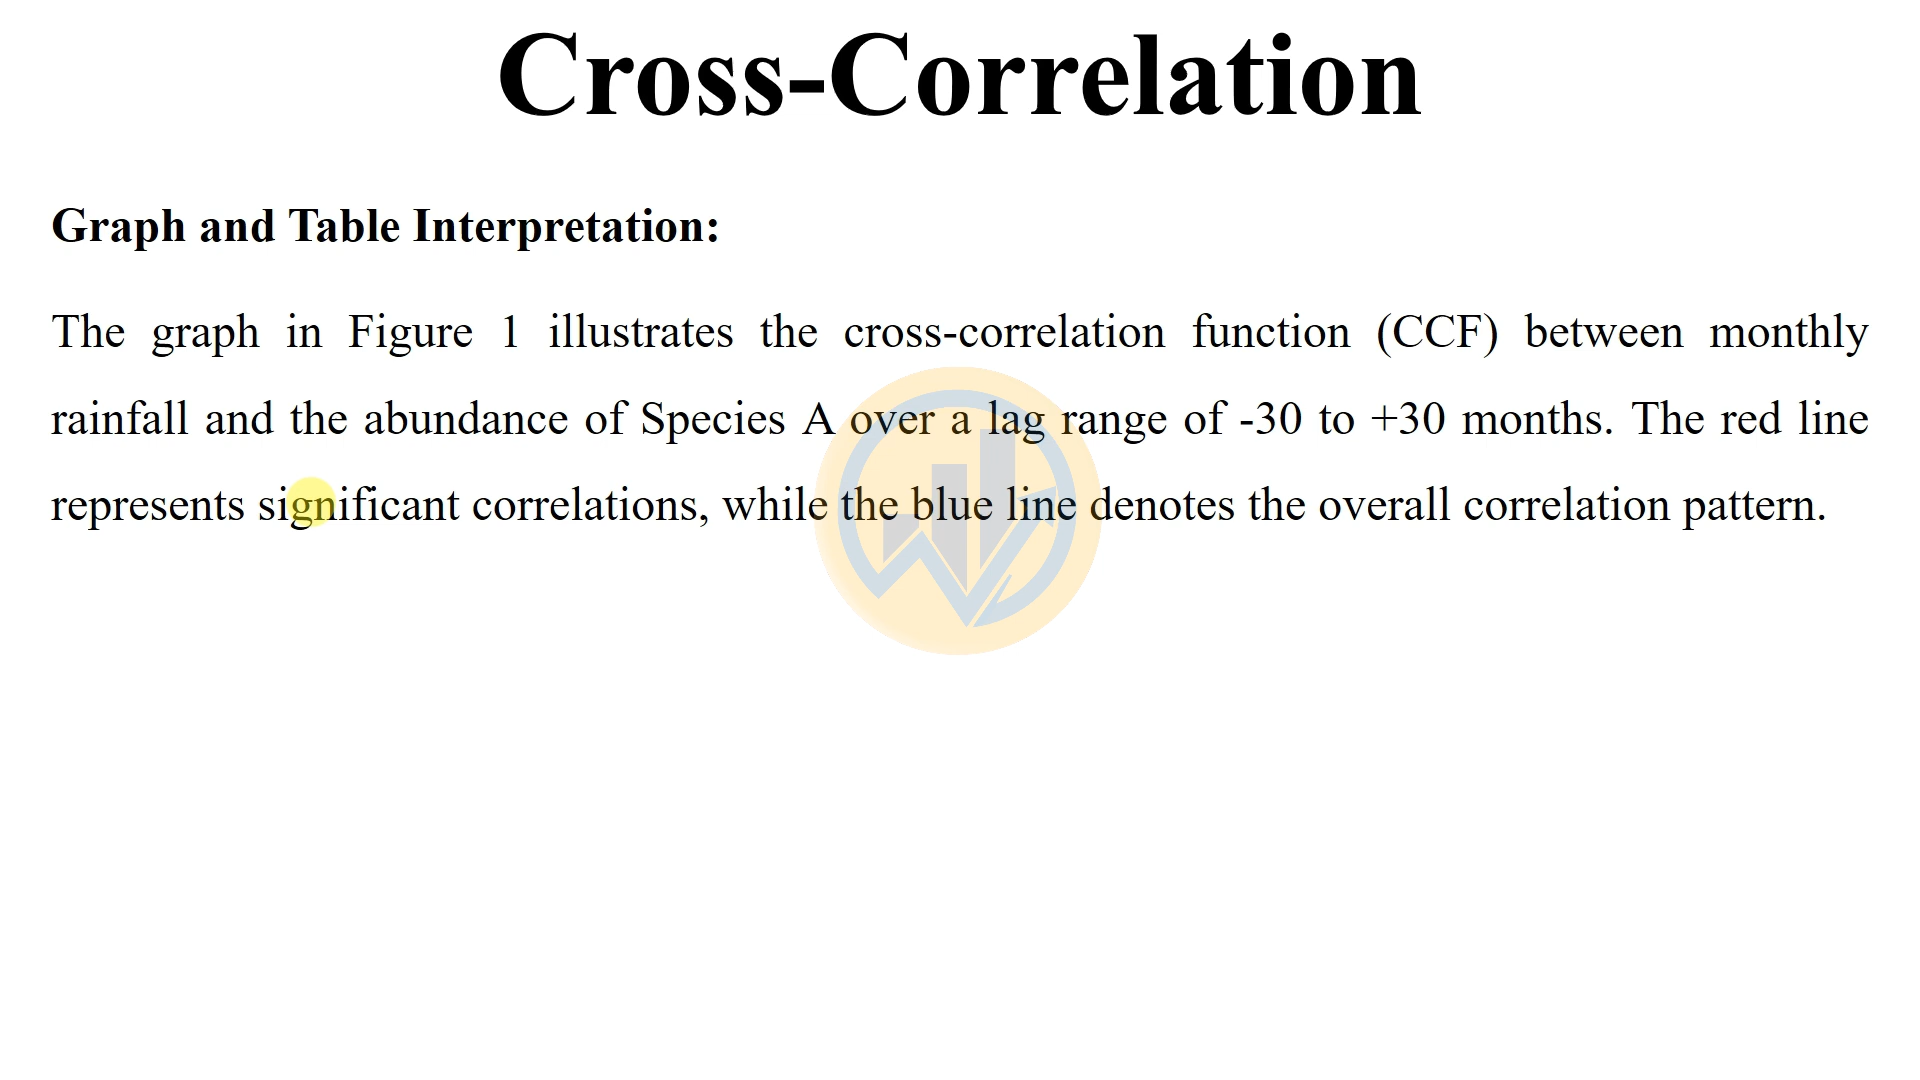 Cross-Correlation
Graph and Table Interpretation:
The graph in Figure 1 illustrates the cross-correlation function (CCF) between monthly
rainfall and the abundance of Species A over a lag range of -30 to +30 months. The red line
represents significant correlations, while the blue line denotes the overall correlation pattern.